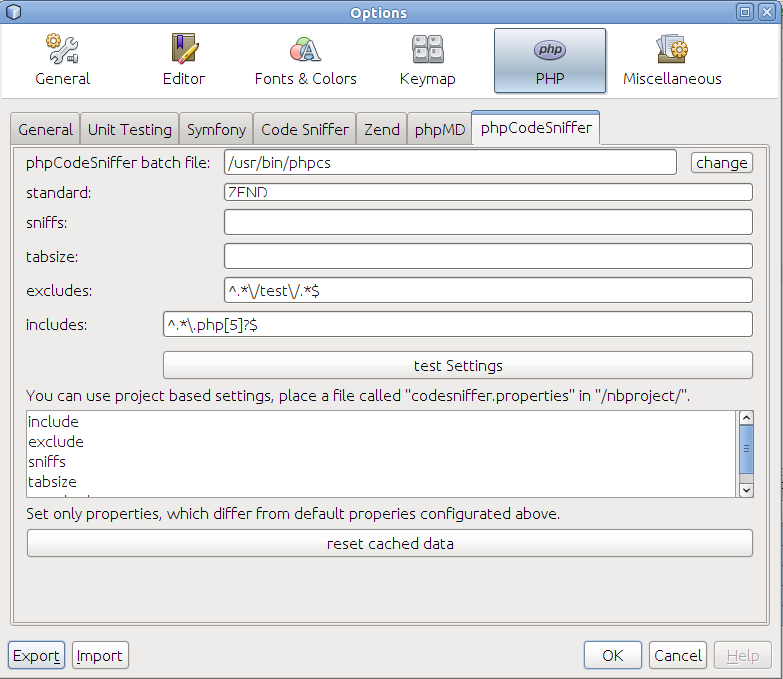 Options
General Editor Fonts & Colors Keymap php PHP Miscellaneous
General Unit Testing Symfony Code Sniffer Zend phpMD phpCodeSniffer
phpCodeSniffer batch file: /usr/bin/phpcs change
standard: ZEND
sniffs:
tabsize:
excludes: ^.*\/test\/.*$
includes: ^.*\.php[5]?$
test Settings
You can use project based settings, place a file called "codesniffer.properties" in "/nbproject/".
include
exclude
sniffs
tabsize
Set only properties, which differ from default properies configurated above.
reset cached data
Export Import OK Cancel Help